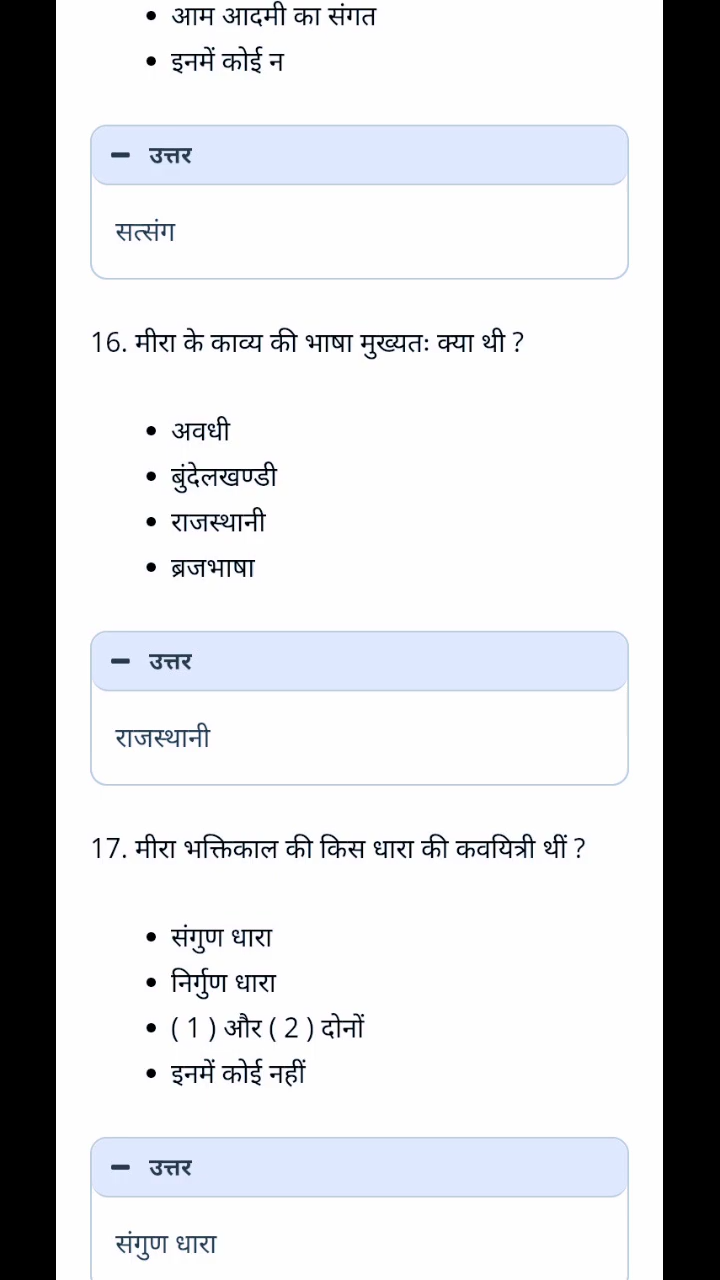 • आम आदमी का संगत
• इनमें कोई न
– उत्तर
सत्संग
16. मीरा के काव्य की भाषा मुख्यतः क्या थी ?
• अवधी
• बुंदेलखण्डी
• राजस्थानी
• ब्रजभाषा
– उत्तर
राजस्थानी
17. मीरा भक्तिकाल की किस धारा की कवयित्री थीं ?
• संगुण धारा
• निर्गुण धारा
• ( 1 ) और ( 2 ) दोनों
• इनमें कोई नहीं
– उत्तर
संगुण धारा